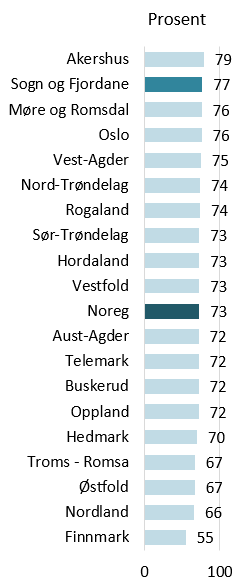 Prosent
Akershus 79
Sogn og Fjordane 77
Møre og Romsdal 76
Oslo 76
Vest-Agder 75
Nord-Trøndelag 74
Rogaland 74
Sør-Trøndelag 73
Hordaland 73
Vestfold 73
Noreg 73
Aust-Agder 72
Telemark 72
Buskerud 72
Oppland 72
Hedmark 70
Troms - Romsa 67
Østfold 67
Nordland 66
Finnmark 55
0 100